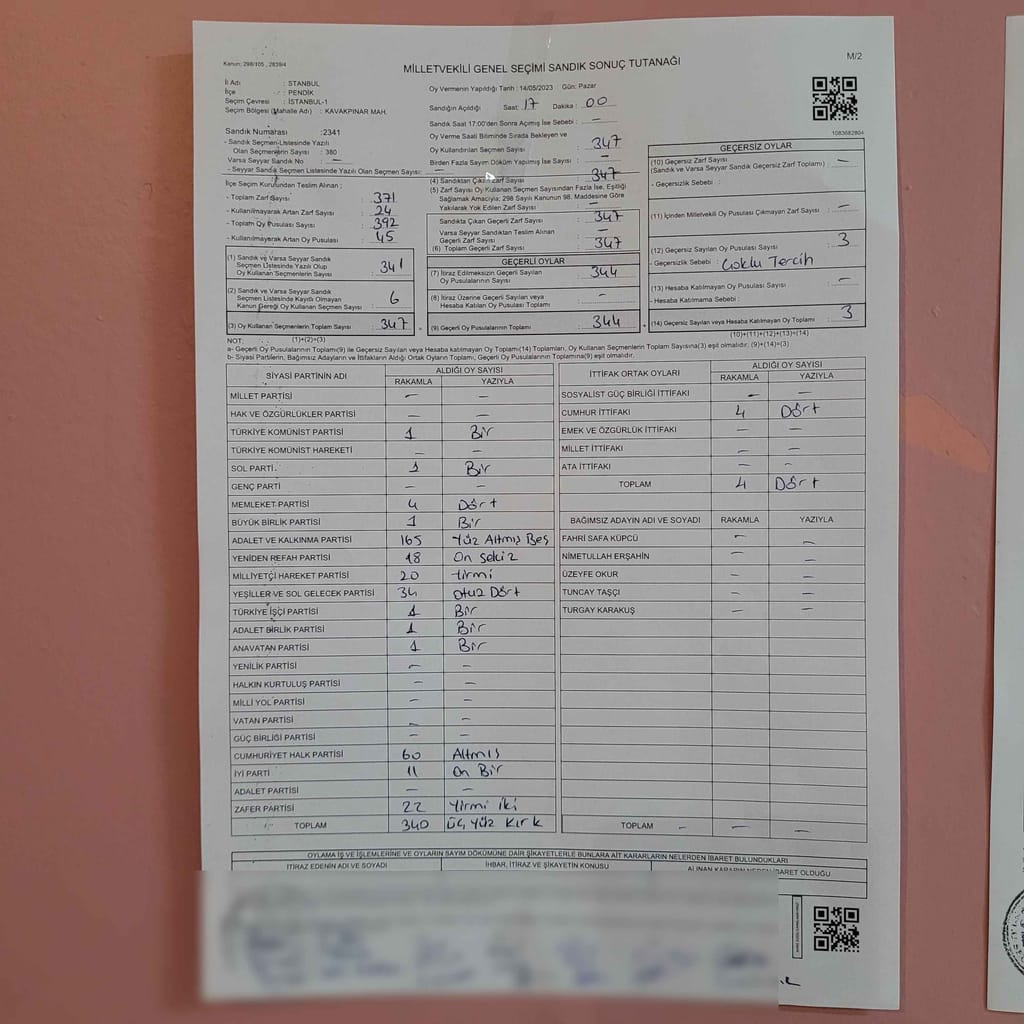 Kanun: 298/105 , 2839/4
MİLLETVEKİLİ GENEL SEÇİMİ SANDIK SONUÇ TUTANAĞI
M/2
İl Adı : STANBUL
İlçe : PENDİK
Seçim Çevresi : İSTANBUL-1
Seçim Bölgesi (Mahalle Adı) : KAVAKPINAR MAH.
Sandık Numarası :2341
- Sandık Seçmen Listesinde Yazılı
Olan Seçmenlerin Sayısı : 380
Varsa Seyyar Sandık No : —
- Seyyar Sandık Seçmen Listesinde Yazılı Olan Seçmen Sayısı: —
İlçe Seçim Kurulundan Teslim Alınan ;
- Toplam Zarf Sayısı : 371
- Kullanılmayarak Artan Zarf Sayısı : 24
- Toplam Oy Pusulası Sayısı : 392
- Kullanılmayarak Artan Oy Pusulası : 45
(1) Sandık ve Varsa Seyyar Sandık
Seçmen Listesinde Yazılı Olup
Oy Kullanan Seçmenlerin Sayısı : 341
(2) Sandık ve Varsa Seyyar Sandık
Seçmen Listesinde Kayıtlı Olmayan
Kanun Gereği Oy Kullanan Seçmen Sayısı : 6
(3) Oy Kullanan Seçmenlerin Toplam Sayısı : 347
(1)+(2)=(3)
Oy Vermenin Yapıldığı Tarih : 14/05/2023 Gün: Pazar
Sandığın Açıldığı Saat: 17 Dakika : 00
Sandık Saat 17:00'den Sonra Açılmış İse Sebebi : —
Oy Verme Saati Bitiminde Sırada Bekleyen ve
Oy Kullandırılan Seçmen Sayısı : 347
Birden Fazla Sayım Döküm Yapılmış İse Sayısı : —
(4) Sandıktan Çıkan Zarf Sayısı : 347
(5) Zarf Sayısı Oy Kullanan Seçmen Sayısından Fazla İse, Eşitliği
Sağlamak Amacıyla; 298 Sayılı Kanunun 98. Maddesine Göre
Yakılarak Yok Edilen Zarf Sayısı : —
Sandıkta Çıkan Geçerli Zarf Sayısı : 347
Varsa Seyyar Sandıktan Teslim Alınan
Geçerli Zarf Sayısı : —
(6) Toplam Geçerli Zarf Sayısı : 347
GEÇERLİ OYLAR
(7) İtiraz Edilmeksizin Geçerli Sayılan
Oy Pusulalarının Sayısı : 344
(8) İtiraz Üzerine Geçerli Sayılan veya
Hesaba Katılan Oy Pusulası Toplamı : —
(9) Geçerli Oy Pusulalarının Toplamı : 344
1083682804
GEÇERSİZ OYLAR
(10) Geçersiz Zarf Sayısı : —
(Sandık ve Varsa Seyyar Sandık Geçersiz Zarf Toplamı)
- Geçersizlik Sebebi :
(11) İçinden Milletvekili Oy Pusulası Çıkmayan Zarf Sayısı : —
(12) Geçersiz Sayılan Oy Pusulası Sayısı : 3
- Geçersizlik Sebebi : Çoklu Tercih
(13) Hesaba Katılmayan Oy Pusulası Sayısı : —
- Hesaba Katılmama Sebebi :
(14) Geçersiz Sayılan veya Hesaba Katılmayan Oy Toplamı : 3
(10)+(11)+(12)+(13)=(14)
NOT:
a- Geçerli Oy Pusulasının Toplamı(9) ile Geçersiz Sayılan veya Hesaba Katılmayan Oy Toplamı(14) Toplamları, Oy Kullanan Seçmenlerin Toplam Sayısına(3) eşit olmalıdır. (9)+(14)=(3)
b- Siyasi Partilerin, Bağımsız Adayların ve İttifakların Aldığı Ortak Oyların Toplamı, Geçerli Oy Pusulalarının Toplamına(9) eşit olmalıdır.
SİYASİ PARTİNİN ADI ALDIĞI OY SAYISI
RAKAMLA YAZIYLA
MİLLET PARTİSİ — —
HAK VE ÖZGÜRLÜKLER PARTİSİ — —
TÜRKİYE KOMÜNİST PARTİSİ 1 Bir
TÜRKİYE KOMÜNİST HAREKETİ — —
SOL PARTİ 1 Bir
GENÇ PARTİ — —
MEMLEKET PARTİSİ 4 Dört
BÜYÜK BİRLİK PARTİSİ 1 Bir
ADALET VE KALKINMA PARTİSİ 165 Yüz Altmış Beş
YENİDEN REFAH PARTİSİ 18 On sekiz
MİLLİYETÇİ HAREKET PARTİSİ 20 Yirmi
YEŞİLLER VE SOL GELECEK PARTİSİ 34 Otuz Dört
TÜRKİYE İŞÇİ PARTİSİ 1 Bir
ADALET BİRLİK PARTİSİ 1 Bir
ANAVATAN PARTİSİ 1 Bir
YENİLİK PARTİSİ — —
HALKIN KURTULUŞ PARTİSİ — —
MİLLİ YOL PARTİSİ — —
VATAN PARTİSİ — —
GÜÇ BİRLİĞİ PARTİSİ — —
CUMHURİYET HALK PARTİSİ 60 Altmış
İYİ PARTİ 11 On Bir
ADALET PARTİSİ — —
ZAFER PARTİSİ 22 Yirmi iki
TOPLAM 340 üç yüz kırk
İTTİFAK ORTAK OYLARI ALDIĞI OY SAYISI
RAKAMLA YAZIYLA
SOSYALİST GÜÇ BİRLİĞİ İTTİFAKI — —
CUMHUR İTTİFAKI 4 Dört
EMEK VE ÖZGÜRLÜK İTTİFAKI — —
MİLLET İTTİFAKI — —
ATA İTTİFAKI — —
TOPLAM 4 Dört
BAĞIMSIZ ADAYIN ADI VE SOYADI RAKAMLA YAZIYLA
FAHRİ SAFA KÜPCÜ — —
NİMETULLAH ERŞAHİN — —
ÜZEYFE OKUR — —
TUNCAY TAŞÇI — —
TURGAY KARAKUŞ — —
TOPLAM — — —
OYLAMA İŞ VE İŞLEMLERİNE VE OYLARIN SAYIM DÖKÜMÜNE DAİR ŞİKAYETLERLE BUNLARA AİT KARARLARIN NELERDEN İBARET BULUNDUKLARI
İTİRAZ EDENİN ADI VE SOYADI İHBAR, İTİRAZ VE ŞİKAYETİN KONUSU ALINAN KARARIN NEDEN İBARET OLDUĞU